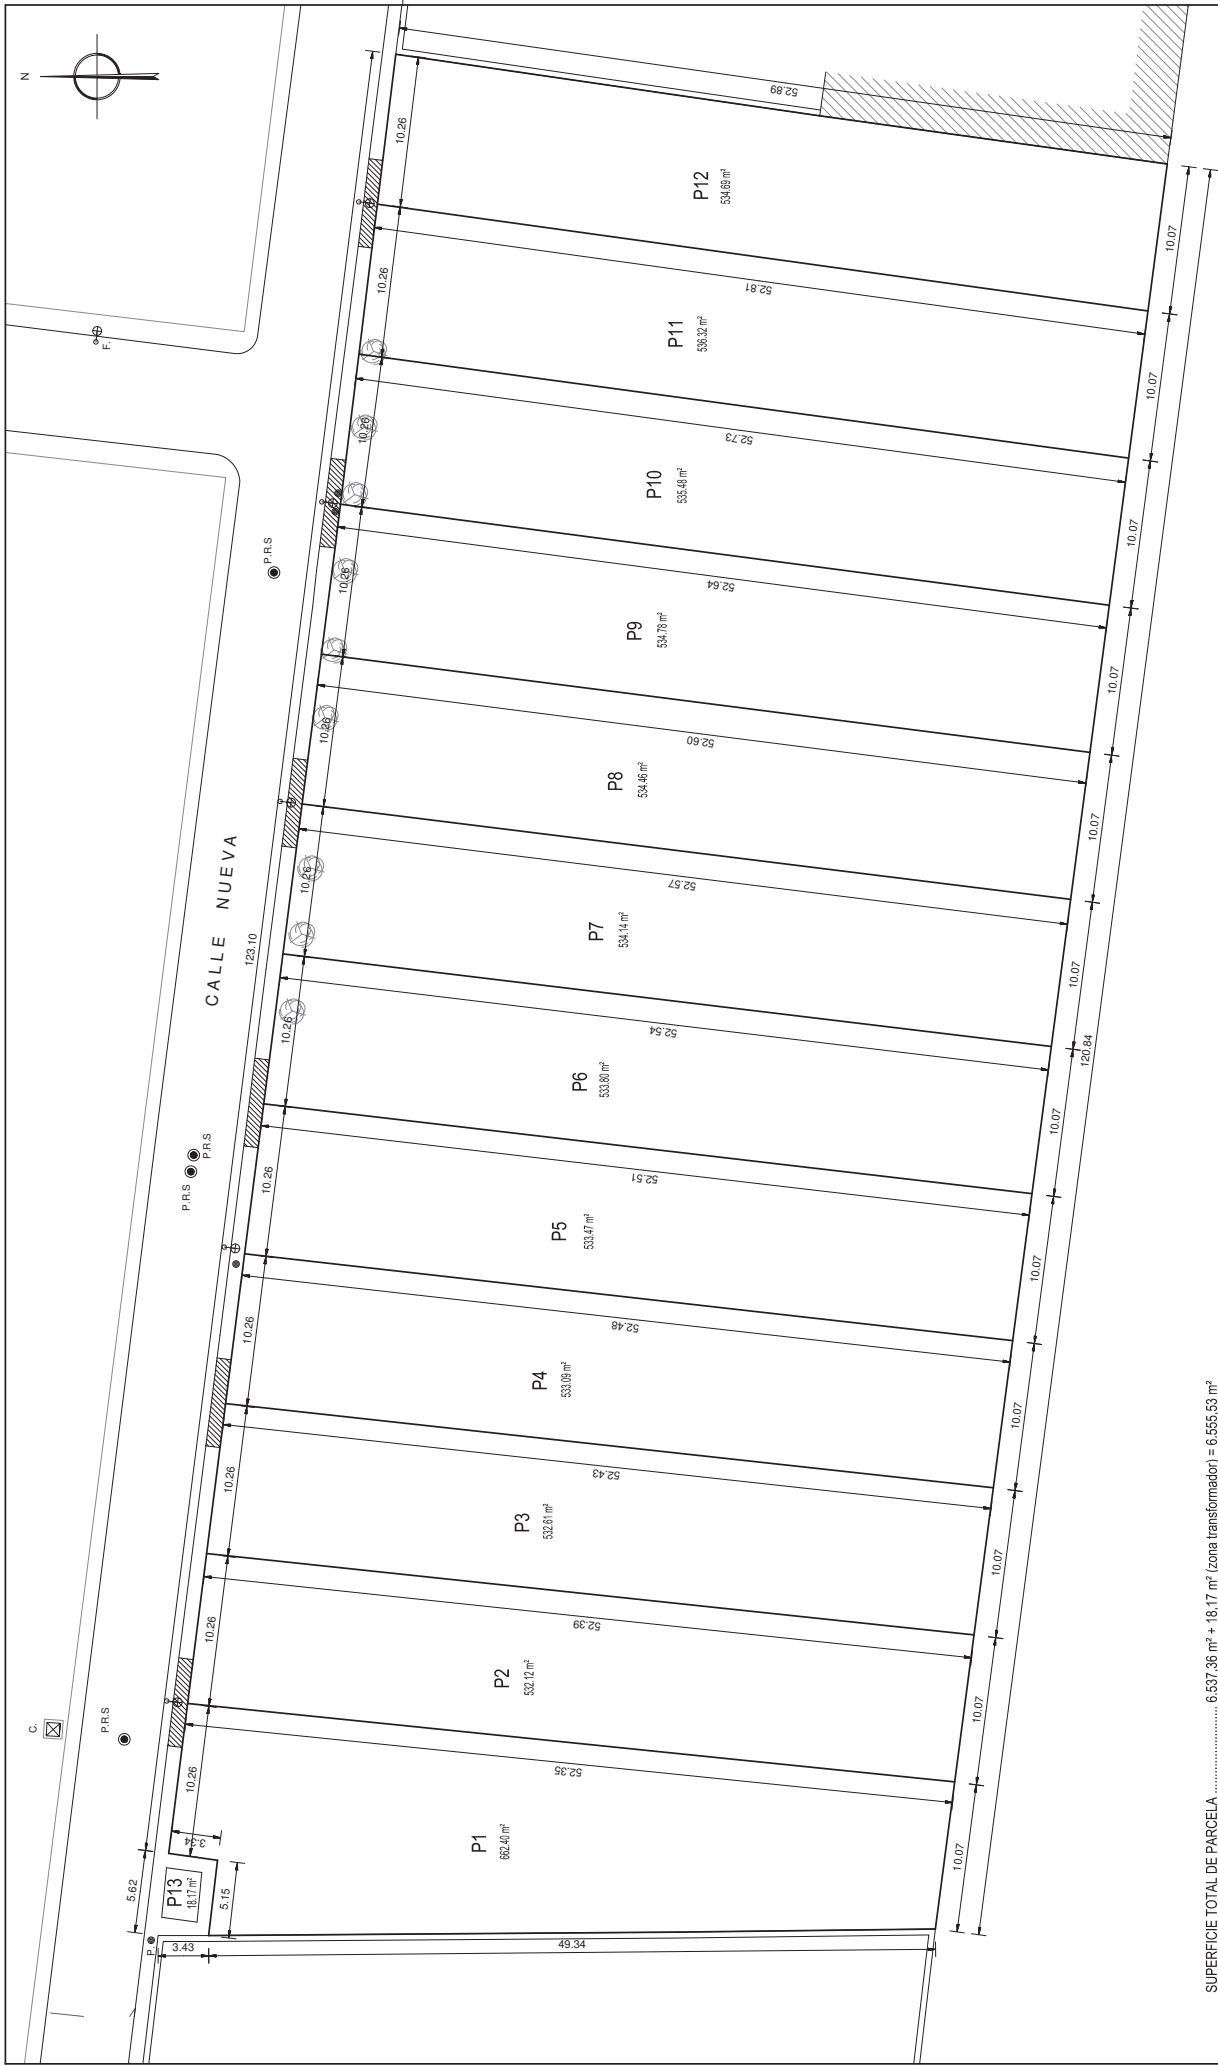 N
F.
C.
P.R.S
P.R.S
P.R.S
P.R.S
P.
CALLE NUEVA
123.10
5.62
3.34
5.15
3.43
49.34
P13
18.17 m²
P1
662.40 m²
P2
532.12 m²
P3
532.61 m²
P4
533.09 m²
P5
533.47 m²
P6
533.80 m²
P7
534.14 m²
P8
534.46 m²
P9
534.78 m²
P10
535.48 m²
P11
536.32 m²
P12
534.69 m²
10.26
10.26
10.26
10.26
10.26
10.26
10.26
10.26
10.26
10.26
10.26
10.26
52.35
52.39
52.43
52.48
52.51
52.54
52.57
52.60
52.64
52.73
52.81
52.89
10.07
10.07
10.07
10.07
10.07
10.07
10.07
10.07
10.07
10.07
10.07
10.07
120.84
SUPERFICIE TOTAL DE PARCELA ........................ 6.537,36 m² + 18,17 m² (zona transformador) = 6.555,53 m²